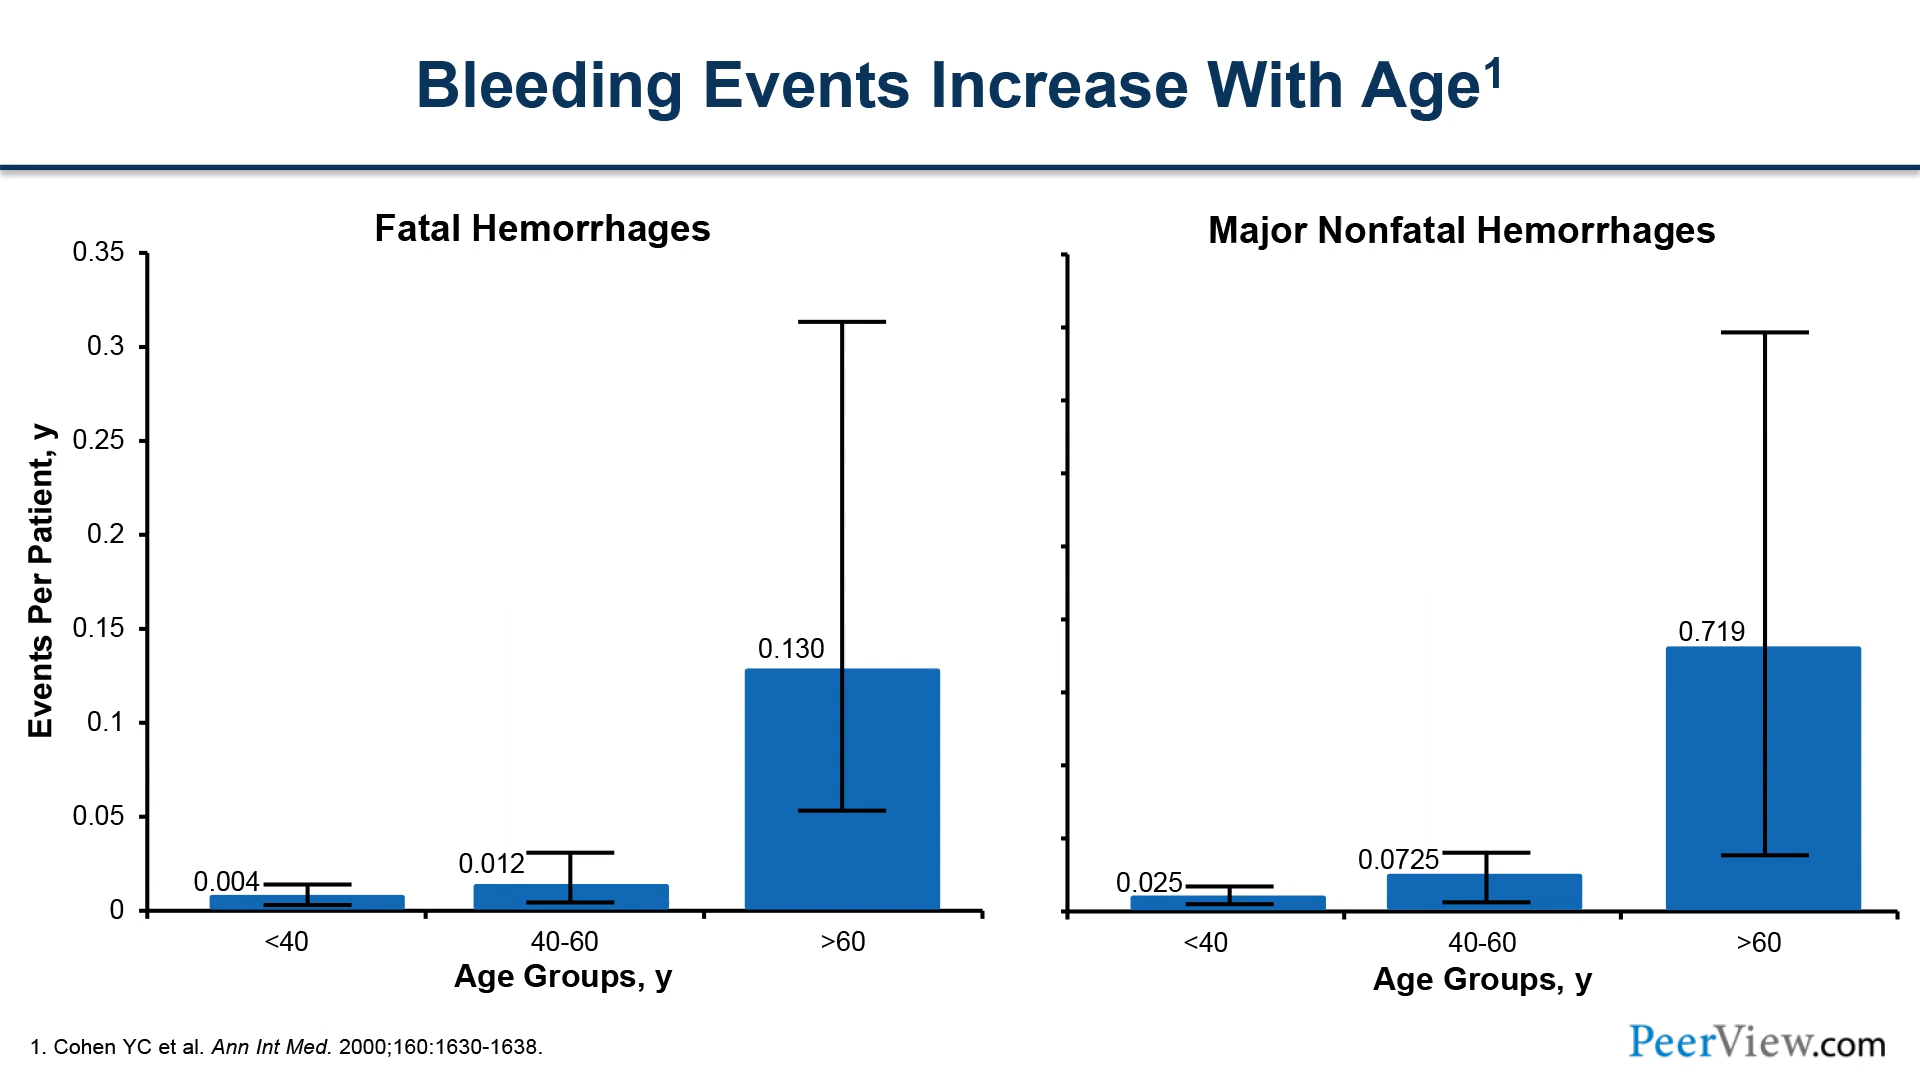 Bleeding Events Increase With Age1
Fatal Hemorrhages
0.35
0.3
0.25
0.2
0.15
0.1
0.05
0
Events Per Patient, y
0.004
0.012
0.130
<40
40-60
>60
Age Groups, y
Major Nonfatal Hemorrhages
0.025
0.0725
0.719
<40
40-60
>60
Age Groups, y
1. Cohen YC et al. Ann Int Med. 2000;160:1630-1638.
PeerView.com